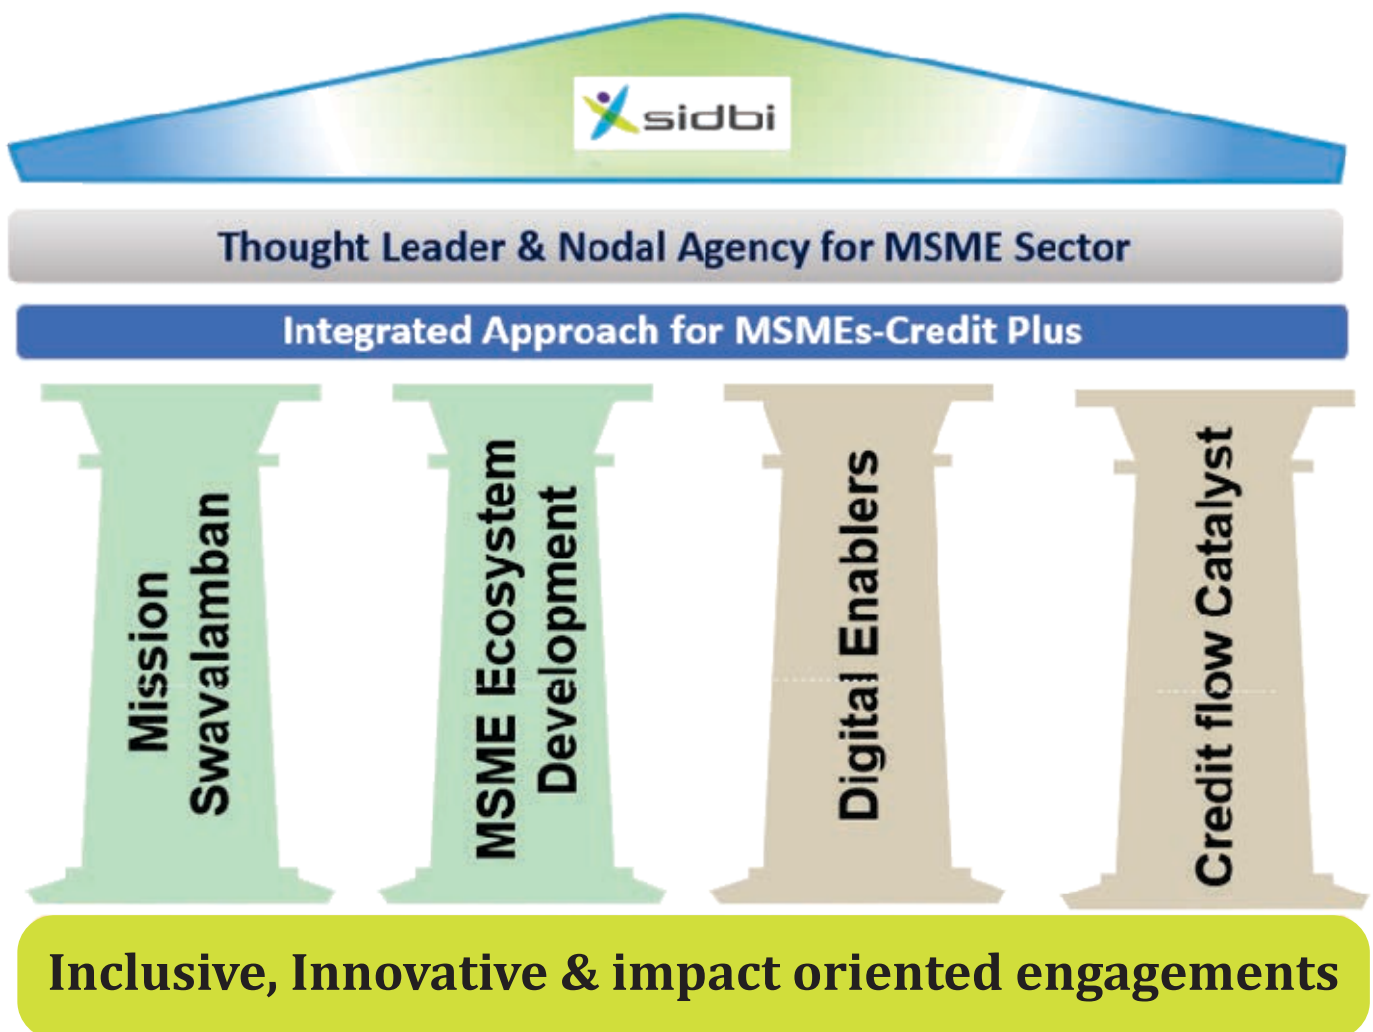 sidbi
Thought Leader & Nodal Agency for MSME Sector
Integrated Approach for MSMEs-Credit Plus
Mission
Swavalamban
MSME Ecosystem
Development
Digital Enablers
Credit flow Catalyst
Inclusive, Innovative & impact oriented engagements